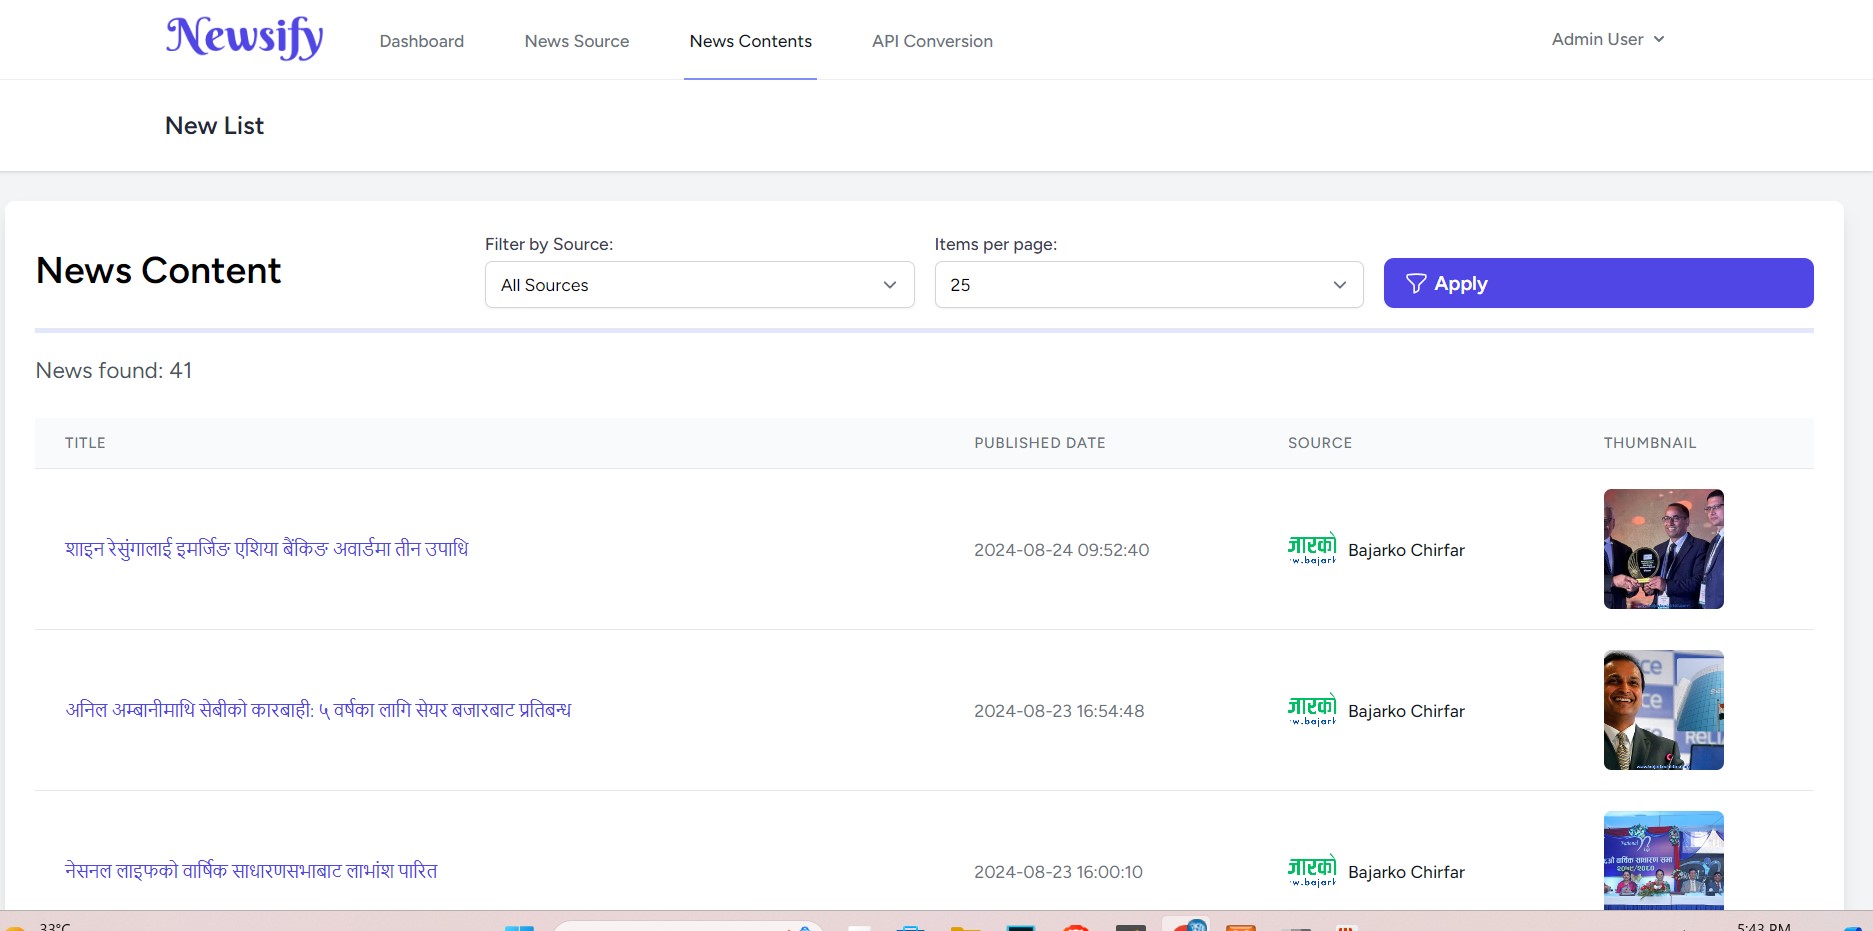 Newsify Dashboard News Source News Contents API Conversion Admin User
New List
News Content
Filter by Source:
Items per page:
All Sources
25
Apply
News found: 41
TITLE PUBLISHED DATE SOURCE THUMBNAIL
शाइन रेसुंगालाई इमर्जिङ एशिया बैंकिङ अवार्डमा तीन उपाधि 2024-08-24 09:52:40 जारको Bajarko Chirfar
w.bajark
अनिल अम्बानीमाथि सेबीको कारबाही: ५ वर्षका लागि सेयर बजारबाट प्रतिबन्ध 2024-08-23 16:54:48 जारको Bajarko Chirfar
w.bajark
नेसनल लाइफको वार्षिक साधारणसभाबाट लाभांश पारित 2024-08-23 16:00:10 जारको Bajarko Chirfar
w.bajark
33°C 5:43 PM